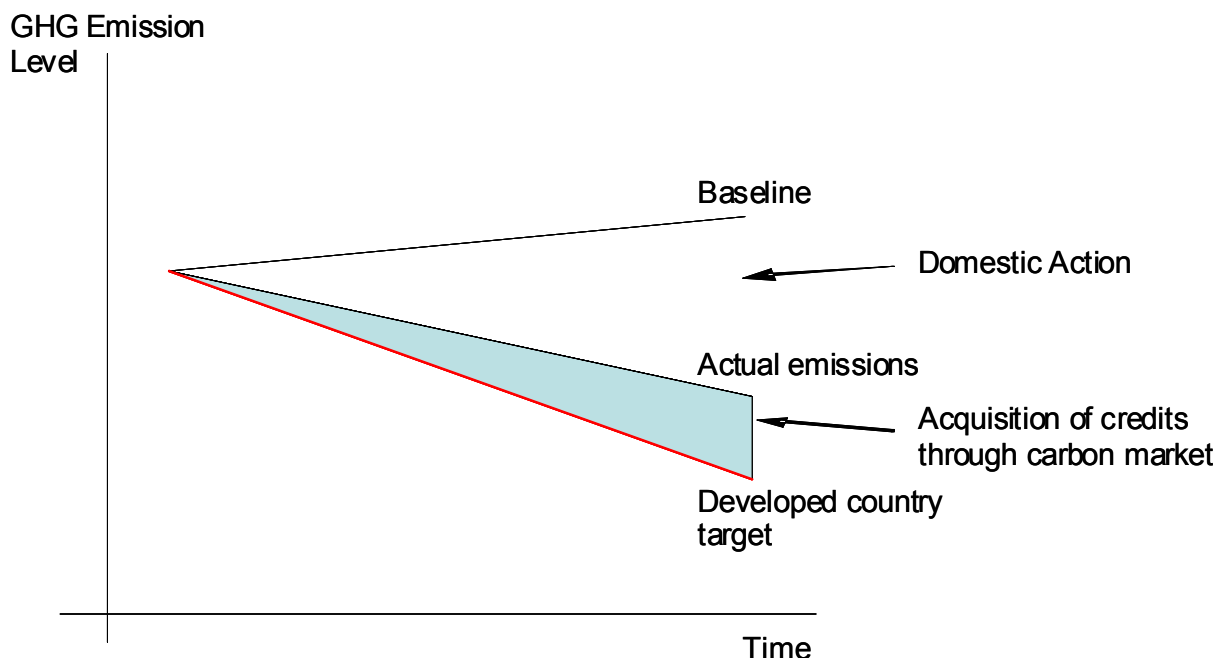 GHG Emission
Level
Baseline
Domestic Action
Actual emissions
Acquisition of credits
through carbon market
Developed country
target
Time